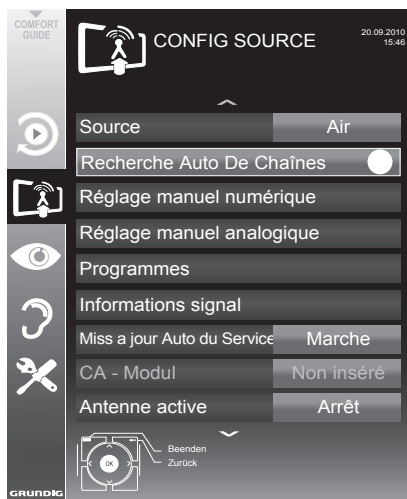 COMFORT
GUIDE
CONFIG SOURCE
20.09.2010
15:46
Source Air
Recherche Auto De Chaînes
Réglage manuel numérique
Réglage manuel analogique
Programmes
Informations signal
Miss a jour Auto du Service Marche
CA - Modul Non inséré
Antenne active Arrêt
OK
Beenden
Zurück
GRUNDIG